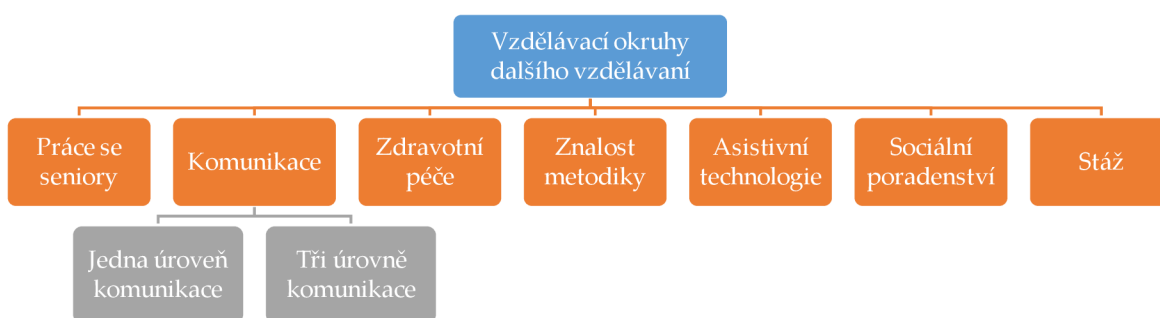 Vzdělávací okruhy
dalšího vzdělávaní
Práce se
seniory
Komunikace
Zdravotní
péče
Znalost
metodiky
Asistivní
technologie
Sociální
poradenství
Stáž
Jedna úroveň
komunikace
Tři úrovně
komunikace